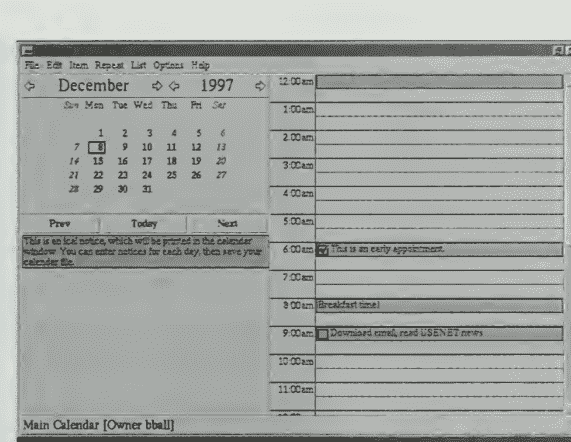 File Edit Item Repeat List Options Help
December 1997
Sun Mon Tue Wed Thu Fri Sat
1 2 3 4 5 6
7 8 9 10 11 12 13
14 15 16 17 18 19 20
21 22 23 24 25 26 27
28 29 30 31
Prev Today Next
This is an ical notice, which will be printed in the calendar
window. You can enter notices for each day, then save your
calendar file.
12:00am
1:00am
2:00am
3:00am
4:00am
5:00am
6:00am This is an early appointment.
7:00am
8:00am Breakfast time!
9:00am Download email, read USENET news
10:00am
11:00am
Main Calendar [Owner bball]